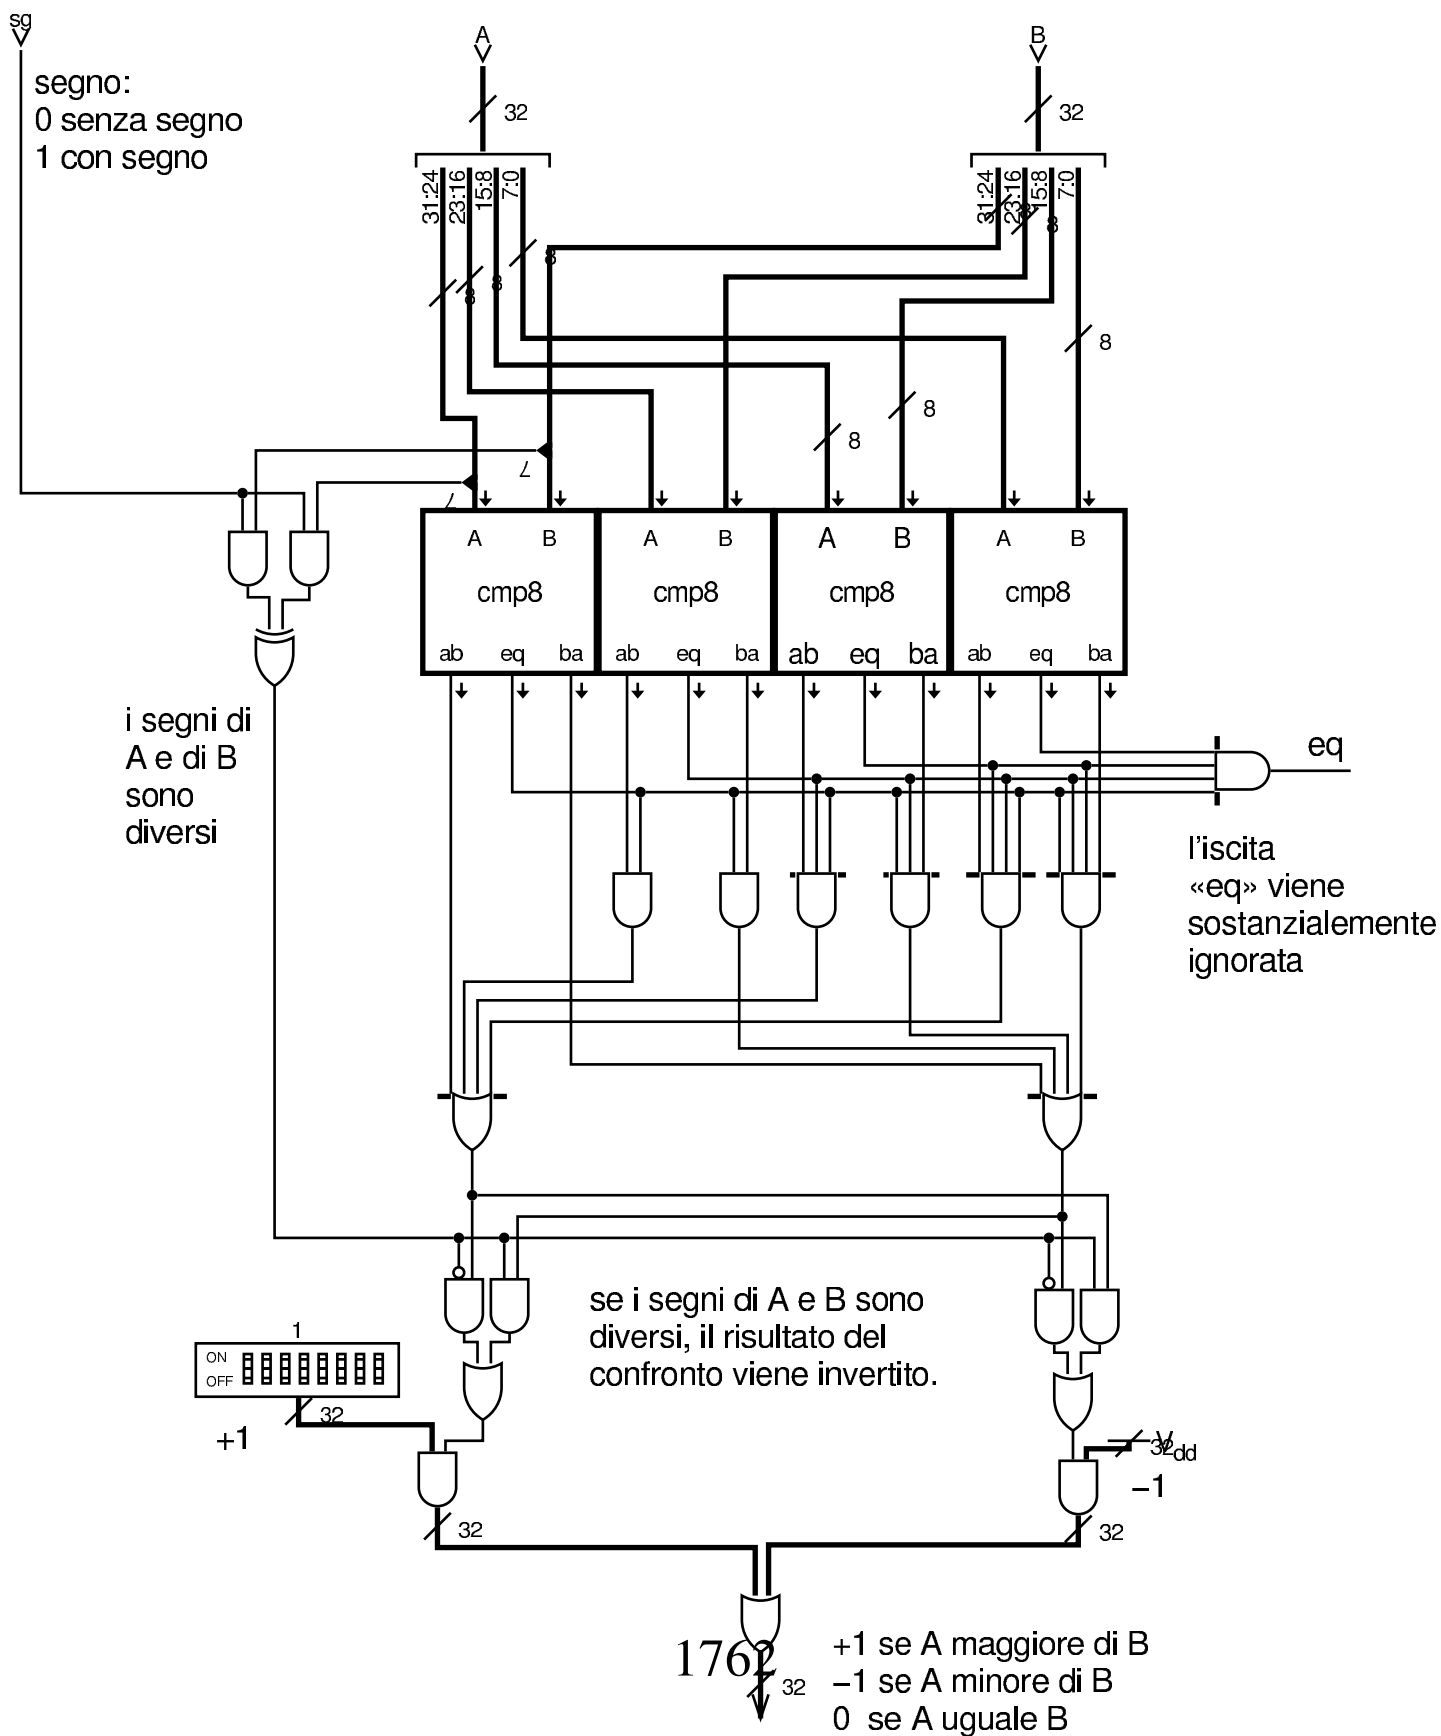 sg
A
B
segno:
0 senza segno
1 con segno
32
32
31:24
23:16
15:8
7:0
31:24
23:16
15:8
7:0
8
8
8
8
8
8
8
8
7
7
A B
A B
A B
A B
cmp8
cmp8
cmp8
cmp8
ab eq ba
ab eq ba
ab eq ba
ab eq ba
i segni di
A e di B
sono
diversi
eq
l'iscita
«eq» viene
sostanzialemente
ignorata
se i segni di A e B sono
diversi, il risultato del
confronto viene invertito.
1
ON
OFF
32
+1
32
Vdd
−1
32
32
1762
32
+1 se A maggiore di B
−1 se A minore di B
0 se A uguale B